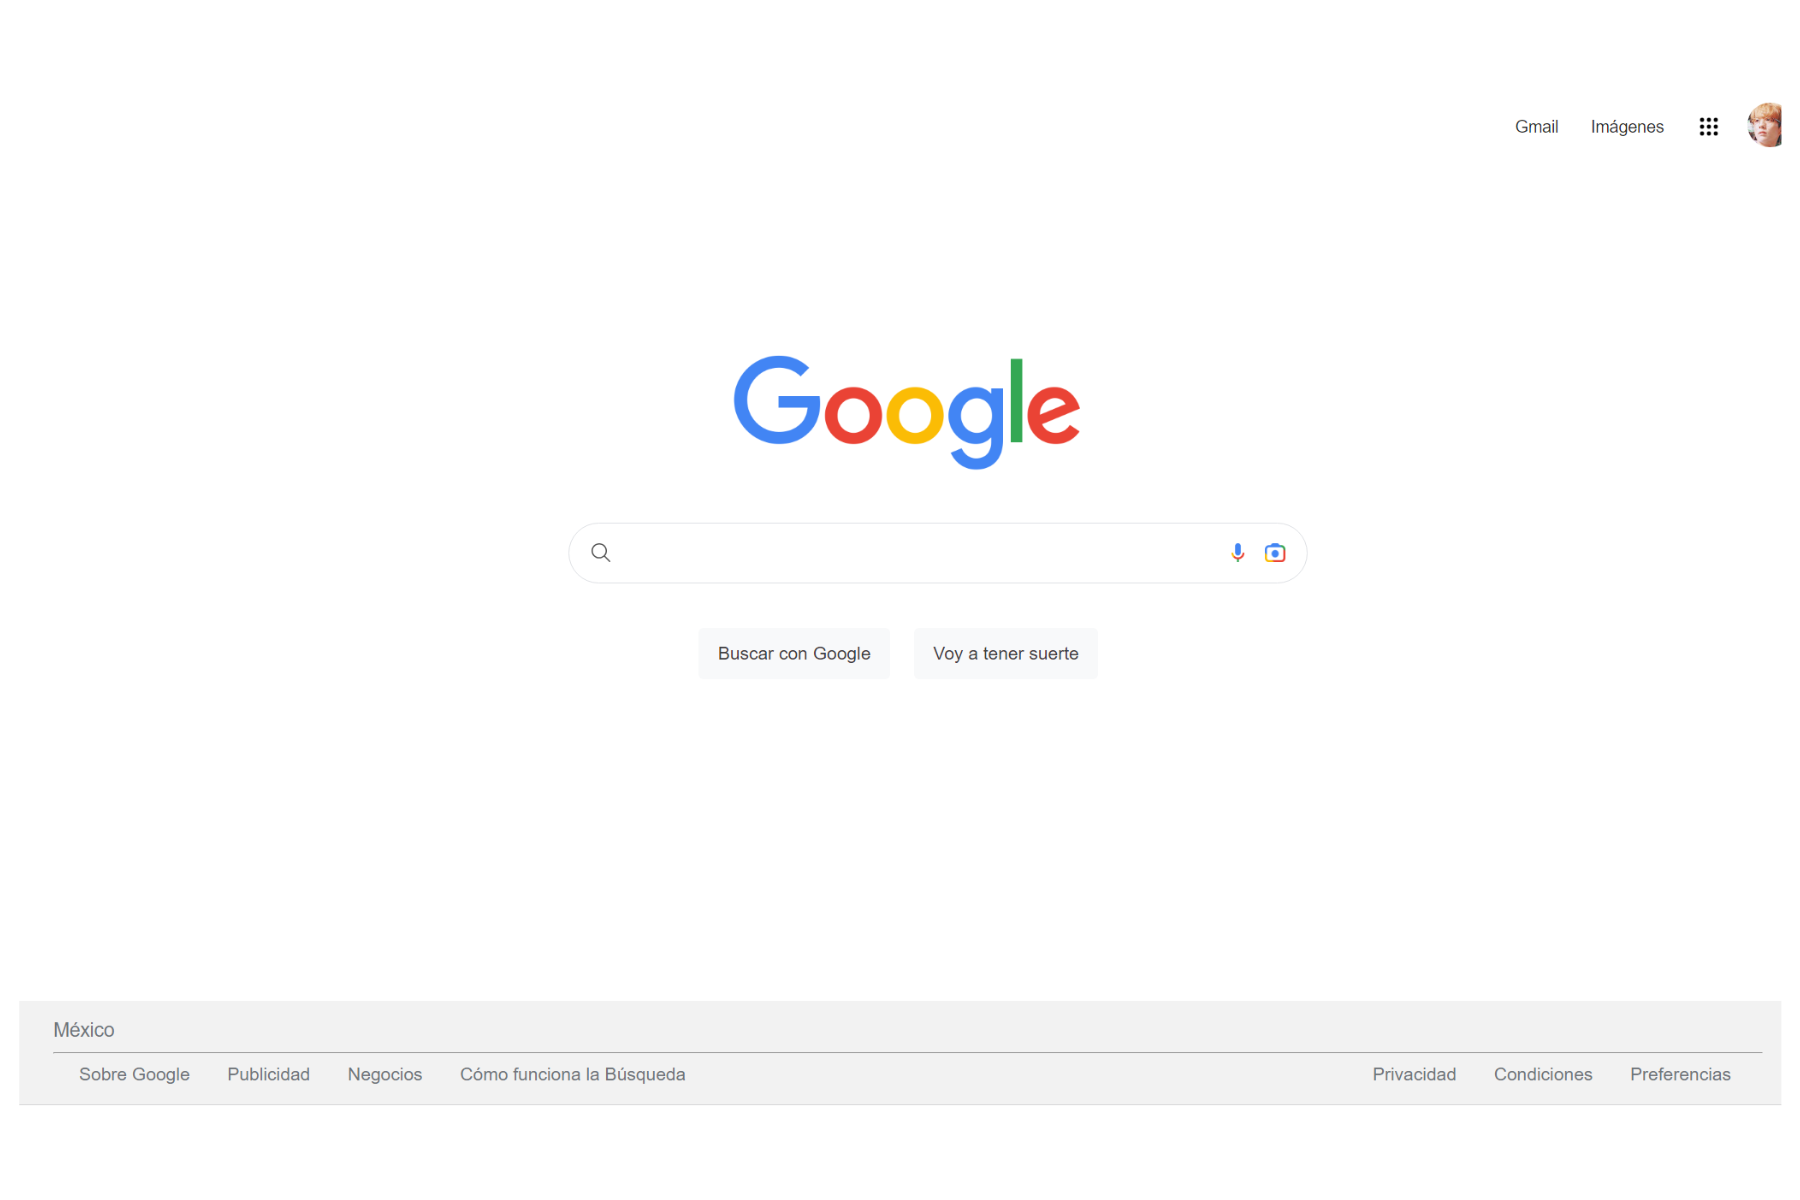 Gmail Imágenes
Google
Buscar con Google Voy a tener suerte
México
Sobre Google Publicidad Negocios Cómo funciona la Búsqueda Privacidad Condiciones Preferencias